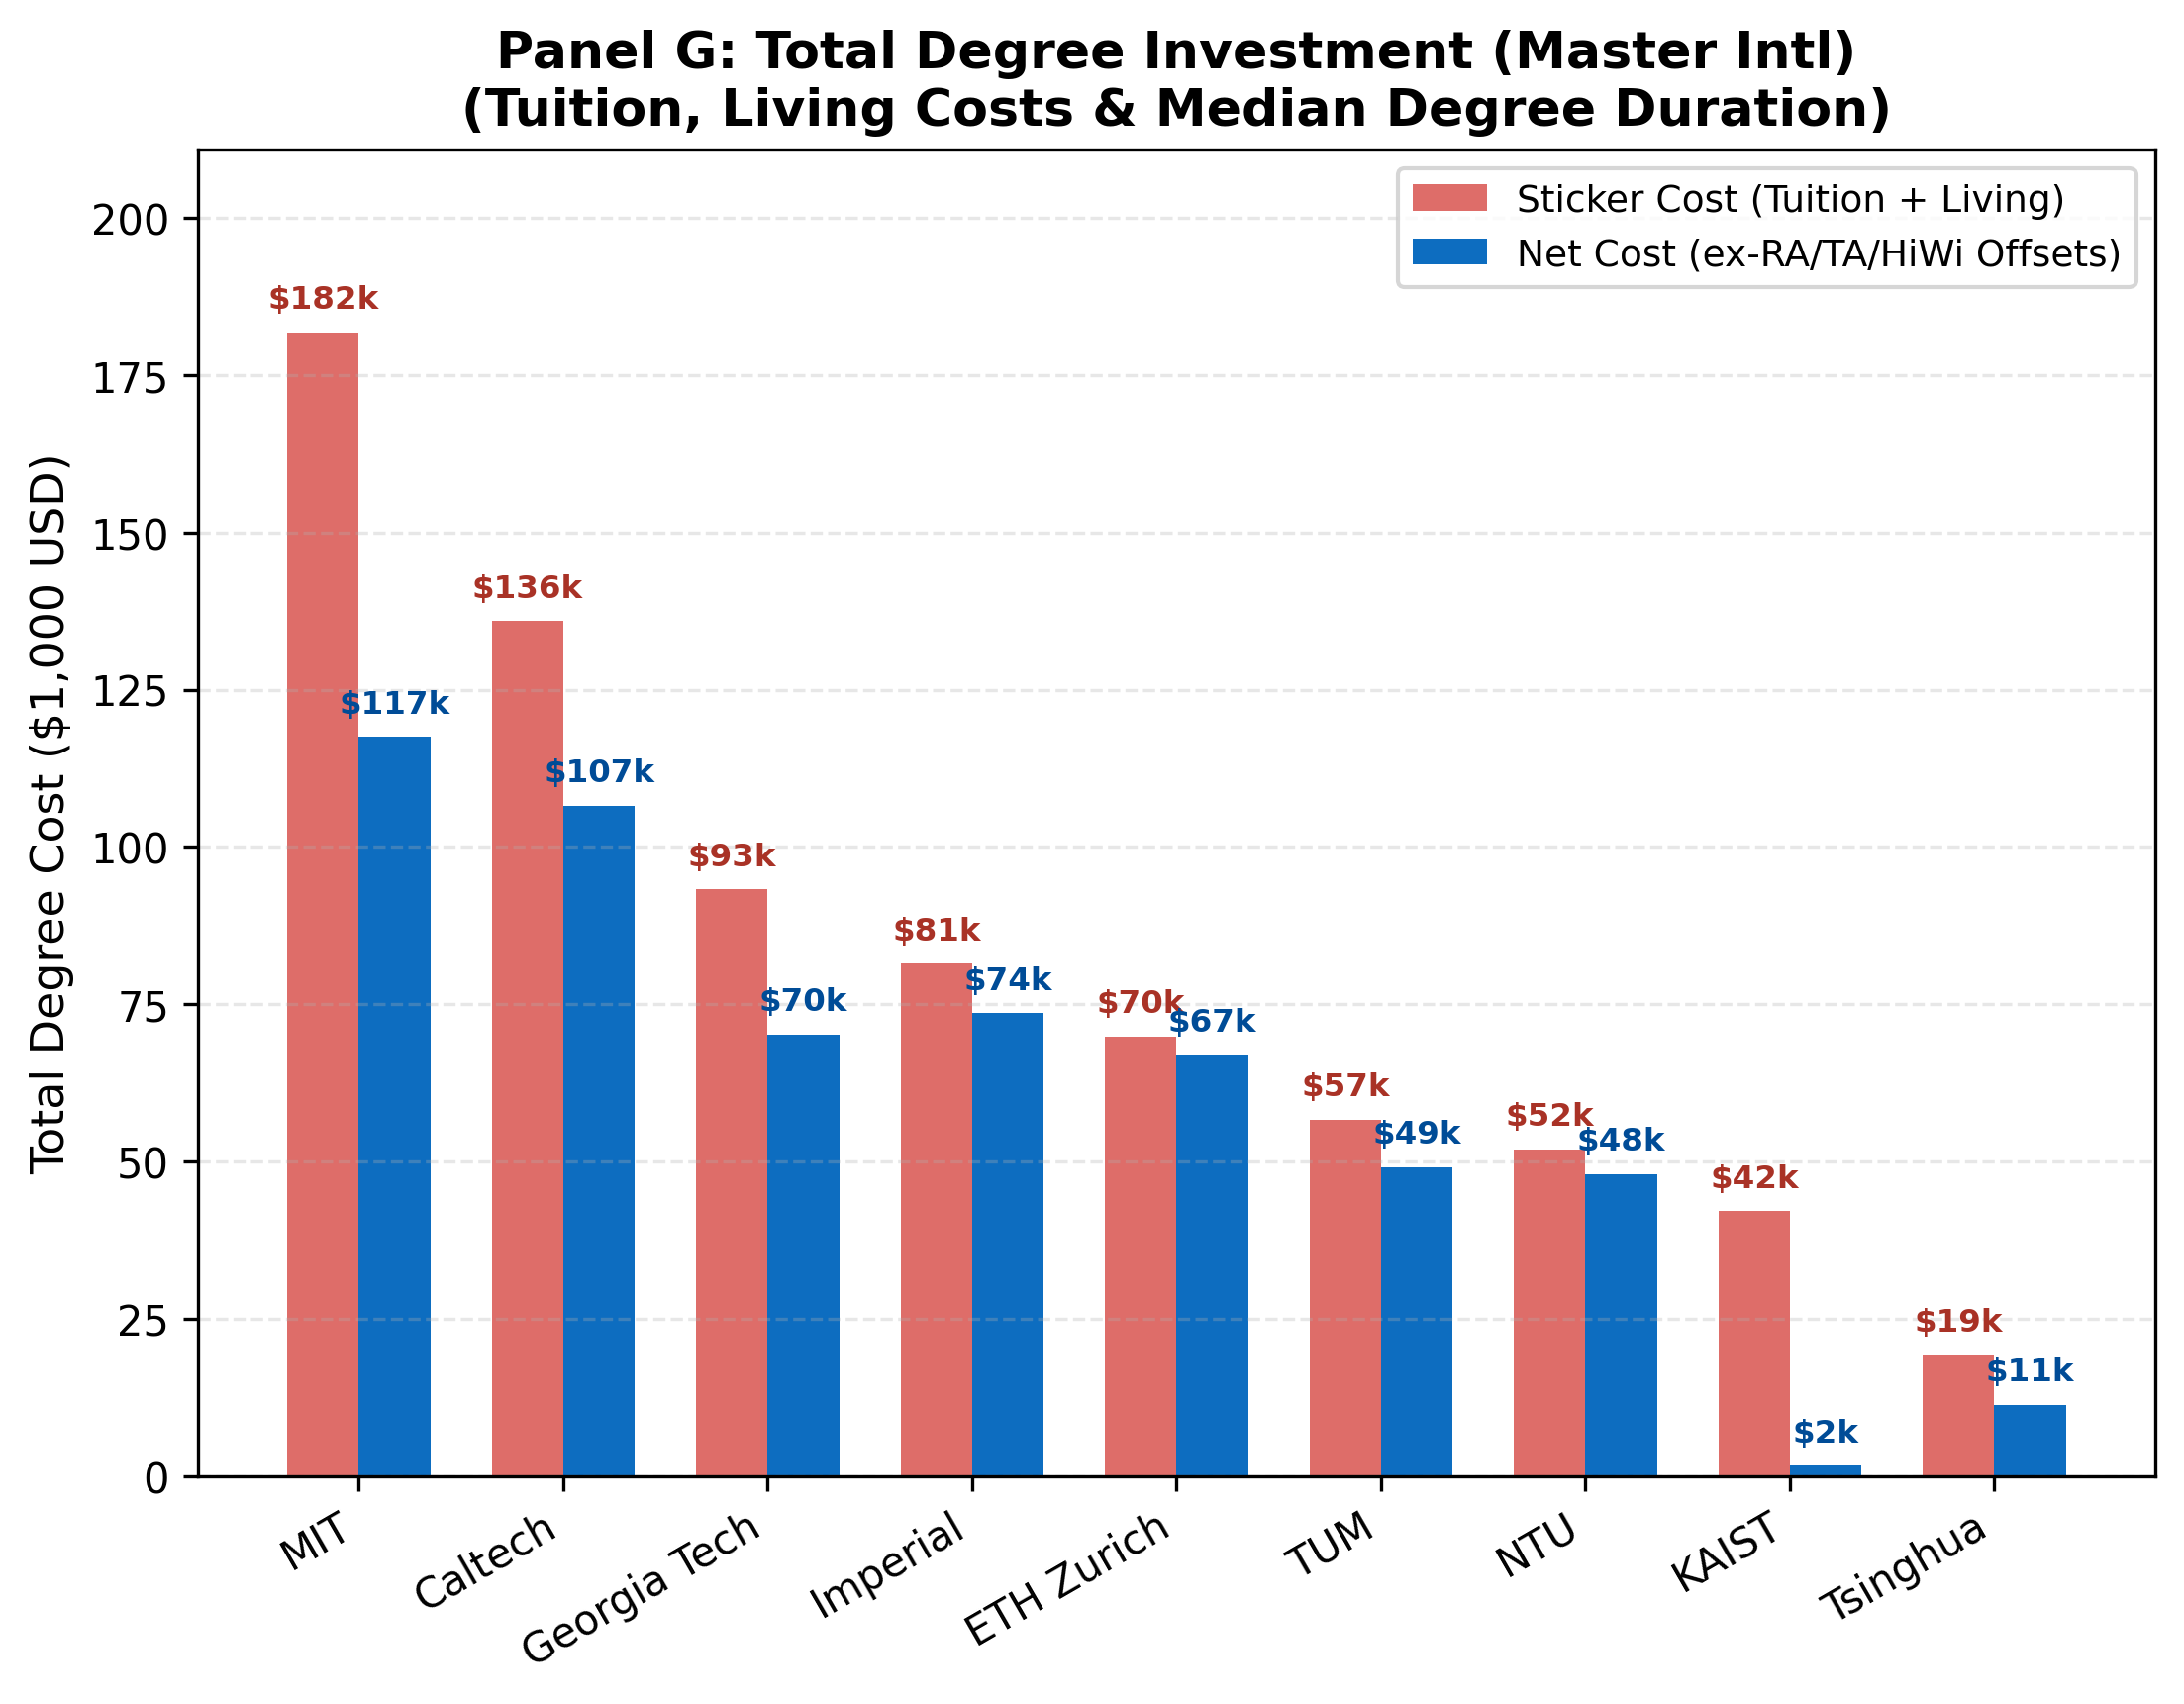 Panel G: Total Degree Investment (Master Intl)
(Tuition, Living Costs & Median Degree Duration)
Sticker Cost (Tuition + Living)
Net Cost (ex-RA/TA/HiWi Offsets)
Total Degree Cost ($1,000 USD)
200
175
150
125
100
75
50
25
0
$182k
$117k
$136k
$107k
$93k
$70k
$81k
$74k
$70k
$67k
$57k
$49k
$52k
$48k
$42k
$2k
$19k
$11k
MIT
Caltech
Georgia Tech
Imperial
ETH Zurich
TUM
NTU
KAIST
Tsinghua